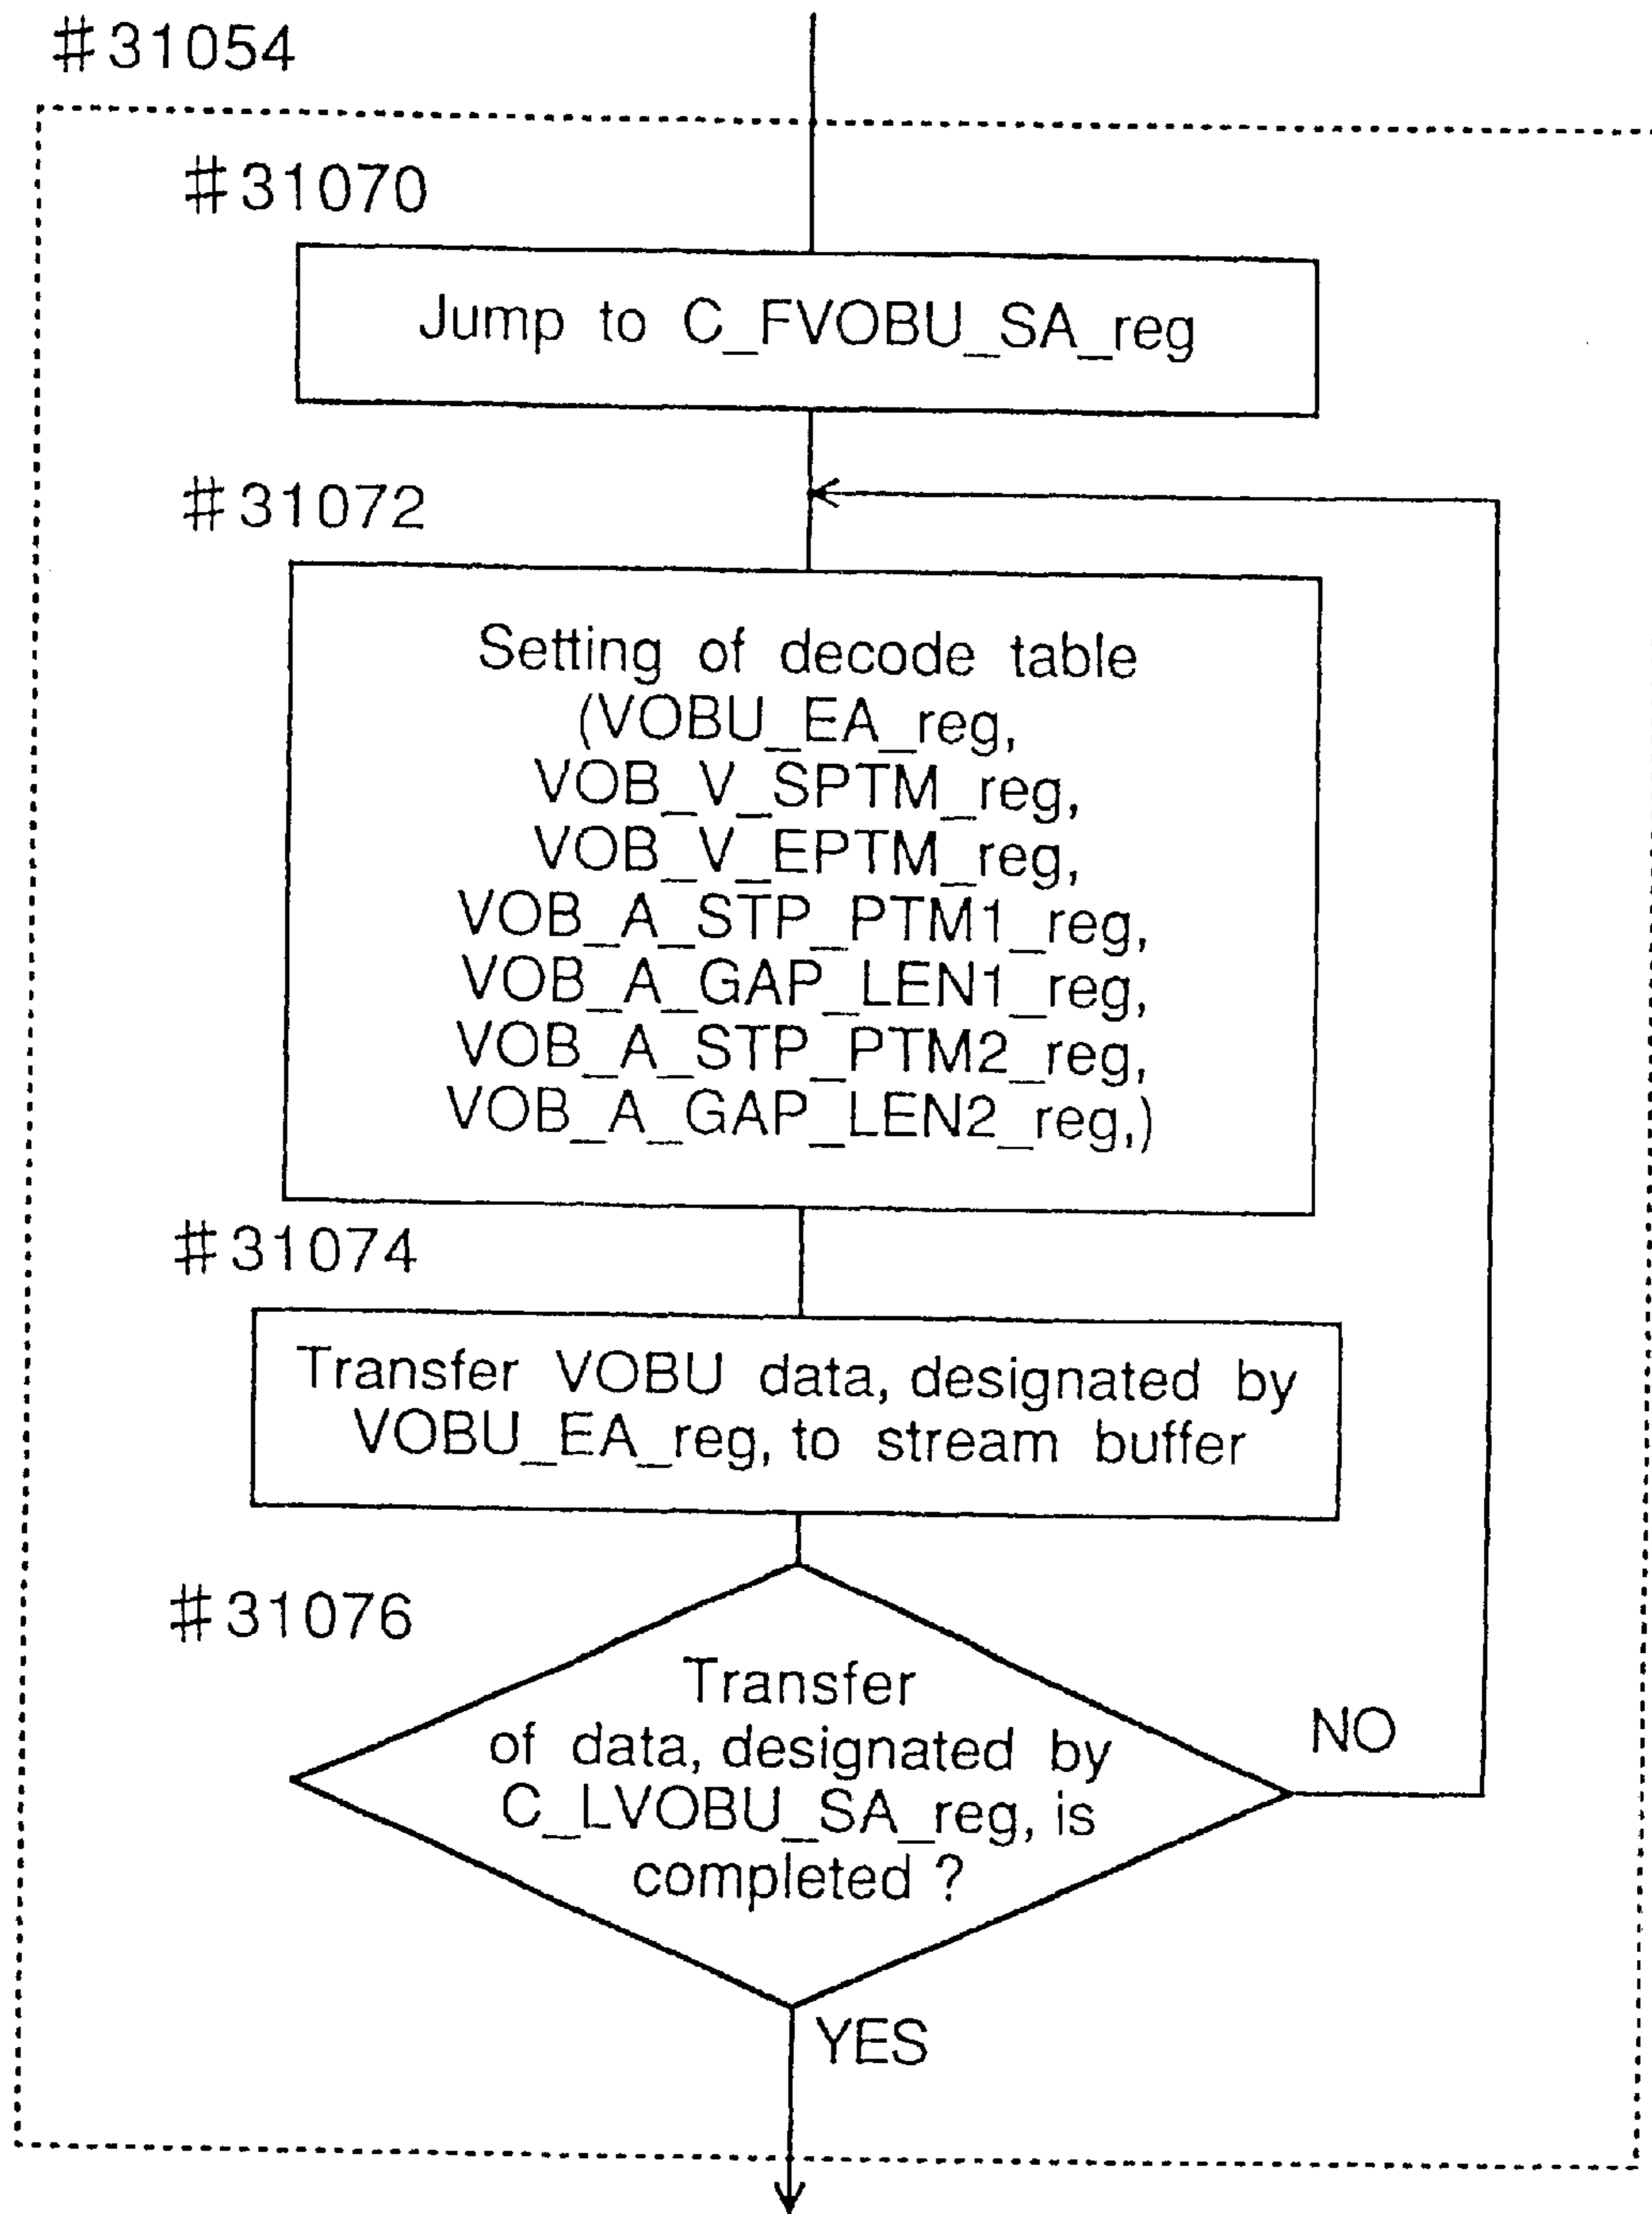 #31054
#31070
Jump to C_FVOBU_SA_reg
#31072
Setting of decode table
(VOBU_EA_reg,
VOB_V_SPTM_reg,
VOB_V_EPTM_reg,
VOB_A_STP_PTM1_reg,
VOB_A_GAP_LEN1_reg,
VOB_A_STP_PTM2_reg,
VOB_A_GAP_LEN2_reg,)
#31074
Transfer VOBU data, designated by
VOBU_EA_reg, to stream buffer
#31076
Transfer
of data, designated by
C_LVOBU_SA_reg, is
completed ?
NO
YES